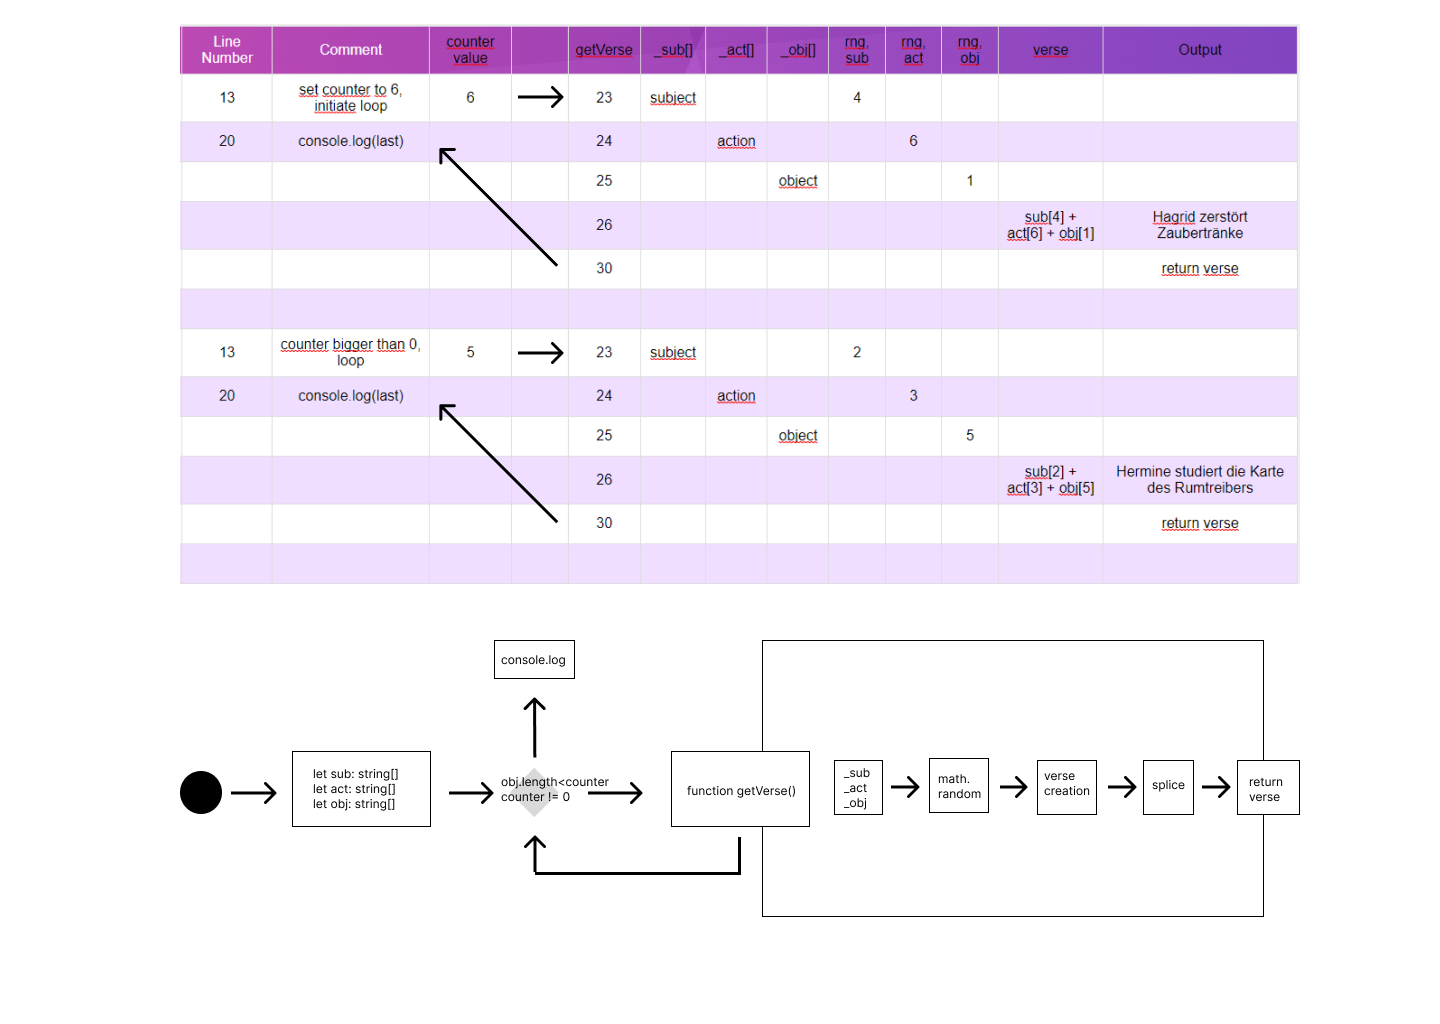 Line Number Comment counter value getVerse _sub[] _act[] _obj[] rng, sub rng, act rng, obj verse Output
13 set counter to 6, initiate loop 6 23 subject 4
20 console.log(last) 24 action 6
25 object 1
26 sub[4] + act[6] + obj[1] Hagrid zerstört Zaubertränke
30 return verse
13 counter bigger than 0, loop 5 23 subject 2
20 console.log(last) 24 action 3
25 object 5
26 sub[2] + act[3] + obj[5] Hermine studiert die Karte des Rumtreibers
30 return verse
console.log
let sub: string[]
let act: string[]
let obj: string[]
obj.length<counter
counter != 0
function getVerse()
_sub
_act
_obj
math.
random
verse
creation
splice
return
verse